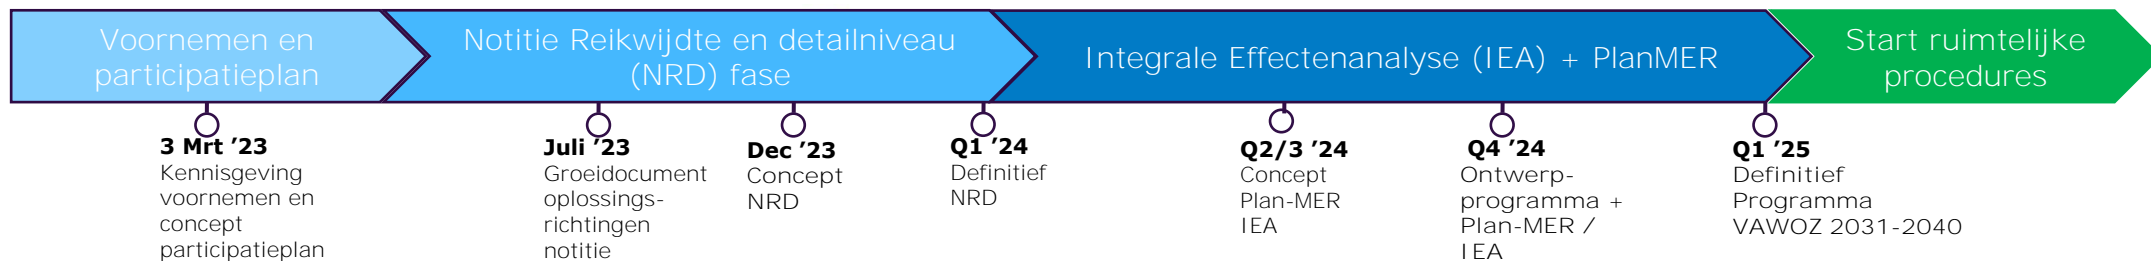 Voornemen en
participatieplan
Notitie Reikwijdte en detailniveau
(NRD) fase
Integrale Effectenanalyse (IEA) + PlanMER
Start ruimtelijke
procedures
3 Mrt ’23
Kennisgeving
voornemen en
concept
participatieplan
Juli ’23
Groeidocument
oplossings-
richtingen
notitie
Dec ’23
Concept
NRD
Q1 ’24
Definitief
NRD
Q2/3 ’24
Concept
Plan-MER
IEA
Q4 ’24
Ontwerp-
programma +
Plan-MER /
IEA
Q1 ’25
Definitief
Programma
VAWOZ 2031-2040